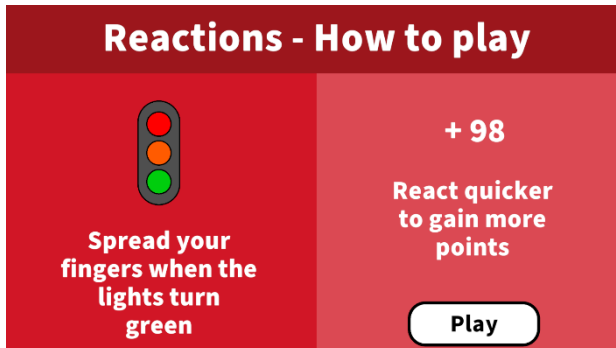 Reactions - How to play
Spread your
fingers when the
lights turn
green
+ 98
React quicker
to gain more
points
Play